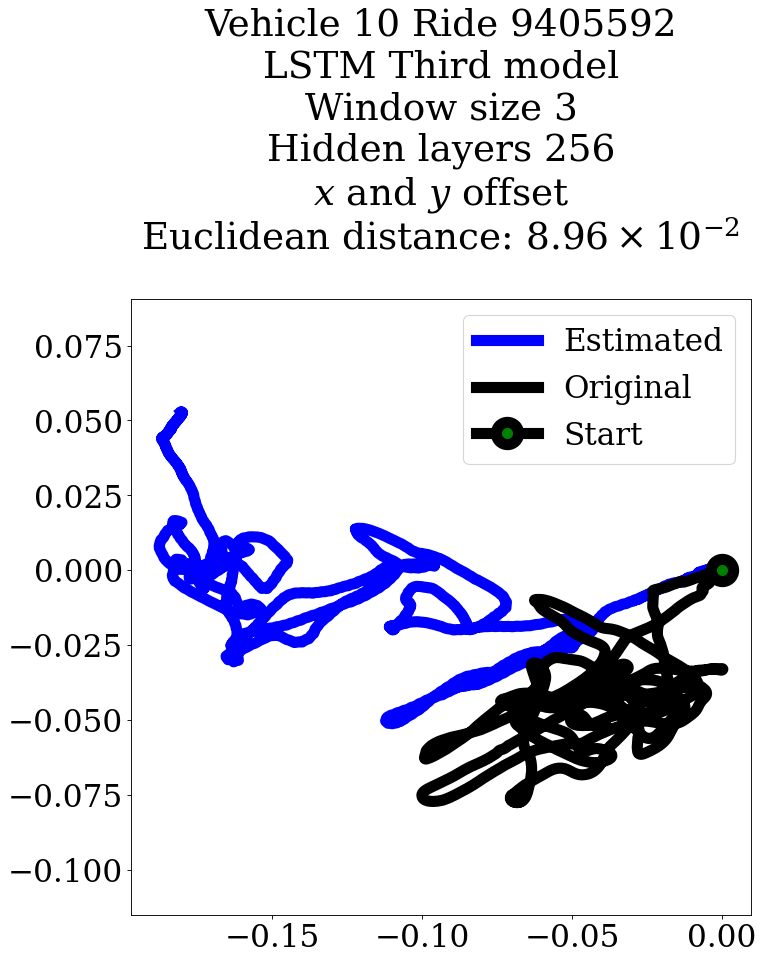 Vehicle 10 Ride 9405592
LSTM Third model
Window size 3
Hidden layers 256
x and y offset
Euclidean distance: 8.96 × 10⁻²
Estimated
Original
Start
0.075
0.050
0.025
0.000
−0.025
−0.050
−0.075
−0.100
−0.15 −0.10 −0.05 0.00